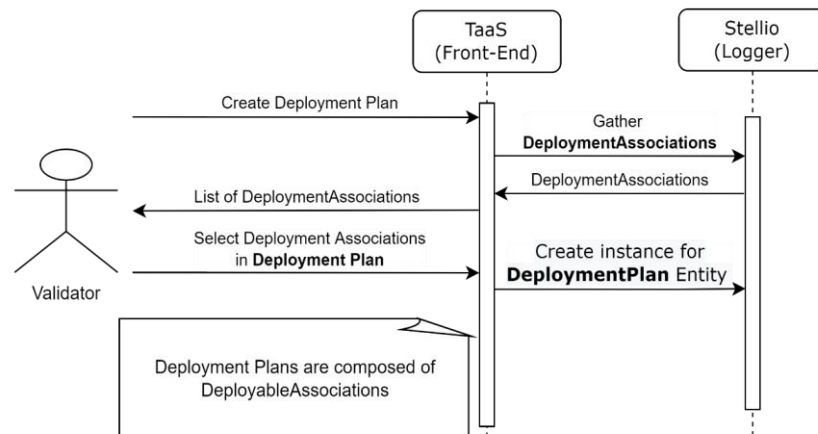 TaaS
(Front-End)
Stellio
(Logger)
Create Deployment Plan
Gather
DeploymentAssociations
DeploymentAssociations
List of DeploymentAssociations
Select Deployment Associations
in Deployment Plan
Create instance for
DeploymentPlan Entity
Validator
Deployment Plans are composed of
DeployableAssociations